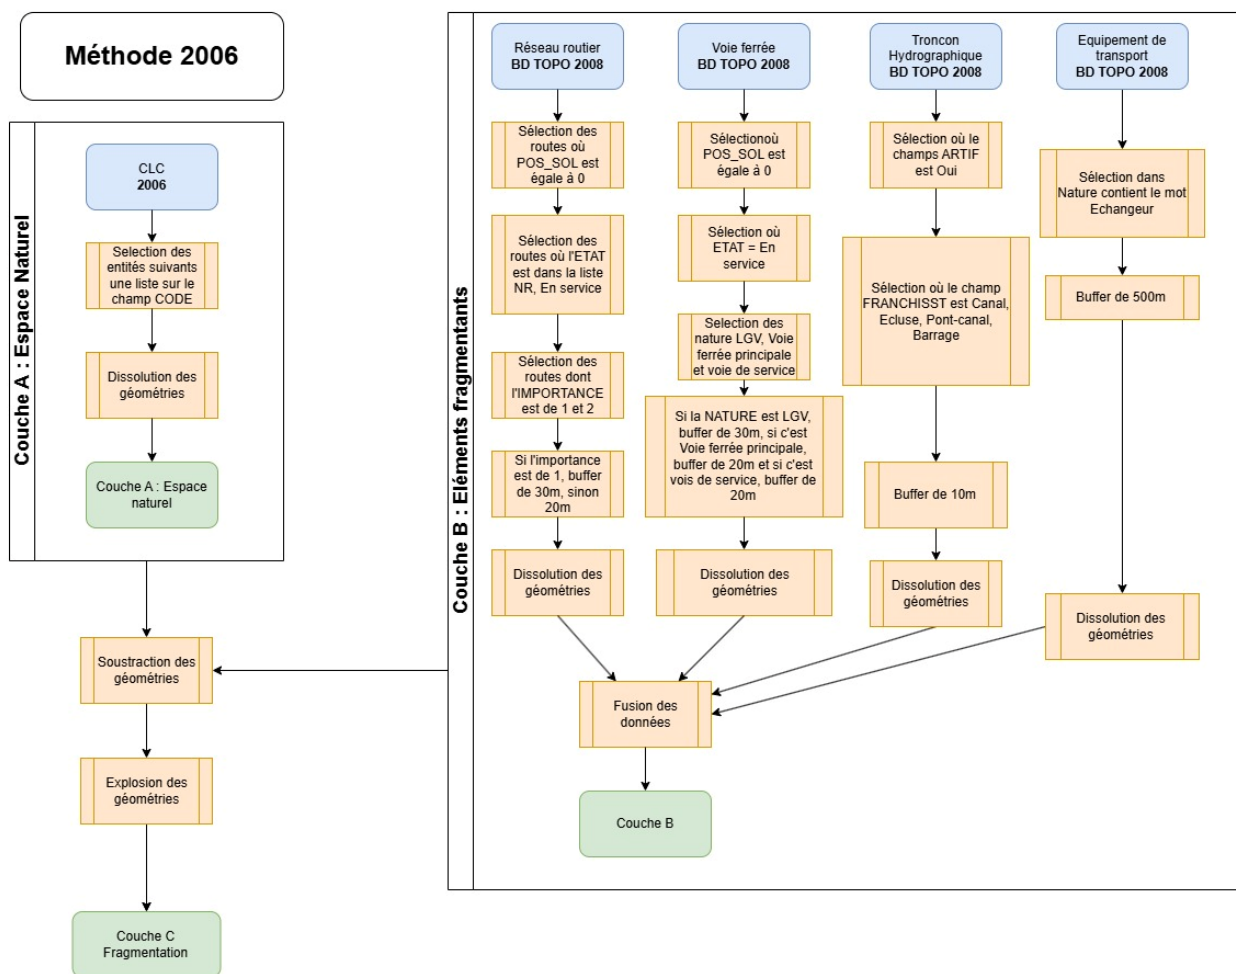 Méthode 2006
Couche A : Espace Naturel
CLC
2006
Selection des
entités suivants
une liste sur le
champ CODE
Dissolution des
géométries
Couche A : Espace
naturel
Soustraction des
géométries
Explosion des
géométries
Couche C
Fragmentation
Couche B : Eléments fragmentants
Réseau routier
BD TOPO 2008
Sélection des
routes où
POS_SOL est
égale à 0
Sélection des
routes où l'ETAT
est dans la liste
NR, En service
Sélection des
routes dont
l'IMPORTANCE
est de 1 et 2
Si l'importance
est de 1, buffer
de 30m, sinon
20m
Dissolution des
géométries
Voie ferrée
BD TOPO 2008
Sélectionoù
POS_SOL est
égale à 0
Sélection où
ETAT = En
service
Selection des
nature LGV, Voie
ferrée principale
et voie de service
Si la NATURE est LGV,
buffer de 30m, si c'est
Voie ferrée principale,
buffer de 20m et si c'est
vois de service, buffer de
20m
Dissolution des
géométries
Troncon
Hydrographique
BD TOPO 2008
Sélection où le
champs ARTIF
est Oui
Sélection où le champ
FRANCHISST est Canal,
Ecluse, Pont-canal,
Barrage
Buffer de 10m
Dissolution des
géométries
Equipement de
transport
BD TOPO 2008
Sélection dans
Nature contient le mot
Echangeur
Buffer de 500m
Dissolution des
géométries
Fusion des
données
Couche B